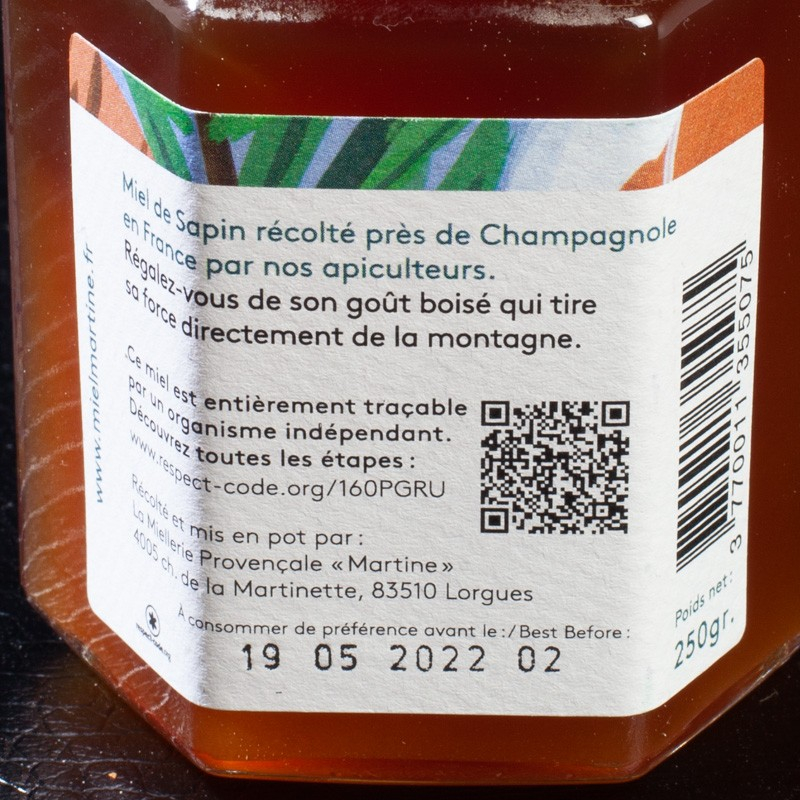 Miel de Sapin récolté près de Champagnole
en France par nos apiculteurs.
Régalez-vous de son goût boisé qui tire
sa force directement de la montagne.
Ce miel est entièrement traçable
par un organisme indépendant.
Découvrez toutes les étapes :
www.respect-code.org/160PGRU
Récolté et mis en pot par :
La Miellerie Provençale « Martine »
4005 ch. de la Martinette, 83510 Lorgues
À consommer de préférence avant le :/Best Before :
19 05 2022 02
www.mielmartine.fr
respect-code.org
3 770011 355075
Poids net :
250gr.